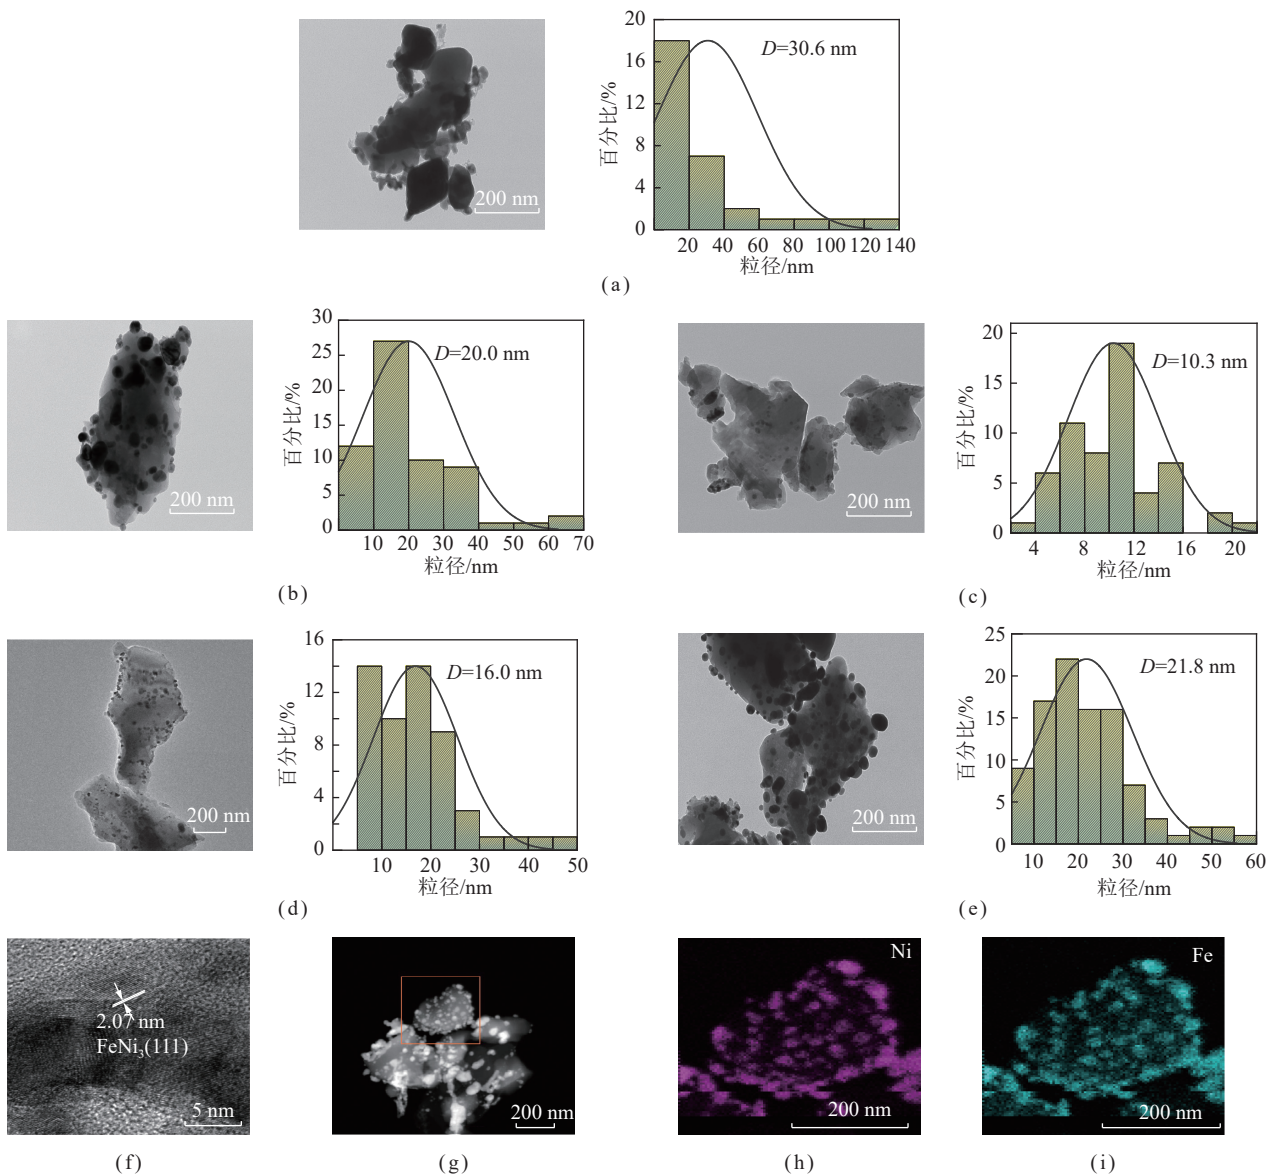 200 nm
20
16
12
8
4
0
百分比/%
D=30.6 nm
20 40 60 80 100 120 140
粒径/nm
(a)
200 nm
30
25
20
15
10
5
0
百分比/%
D=20.0 nm
10 20 30 40 50 60 70
粒径/nm
(b)
200 nm
20
15
10
5
0
百分比/%
D=10.3 nm
4 8 12 16 20
粒径/nm
(c)
200 nm
16
12
8
4
0
百分比/%
D=16.0 nm
10 20 30 40 50
粒径/nm
(d)
200 nm
25
20
15
10
5
0
百分比/%
D=21.8 nm
10 20 30 40 50 60
粒径/nm
(e)
2.07 nm
FeNi₃(111)
5 nm
(f)
200 nm
(g)
Ni
200 nm
(h)
Fe
200 nm
(i)